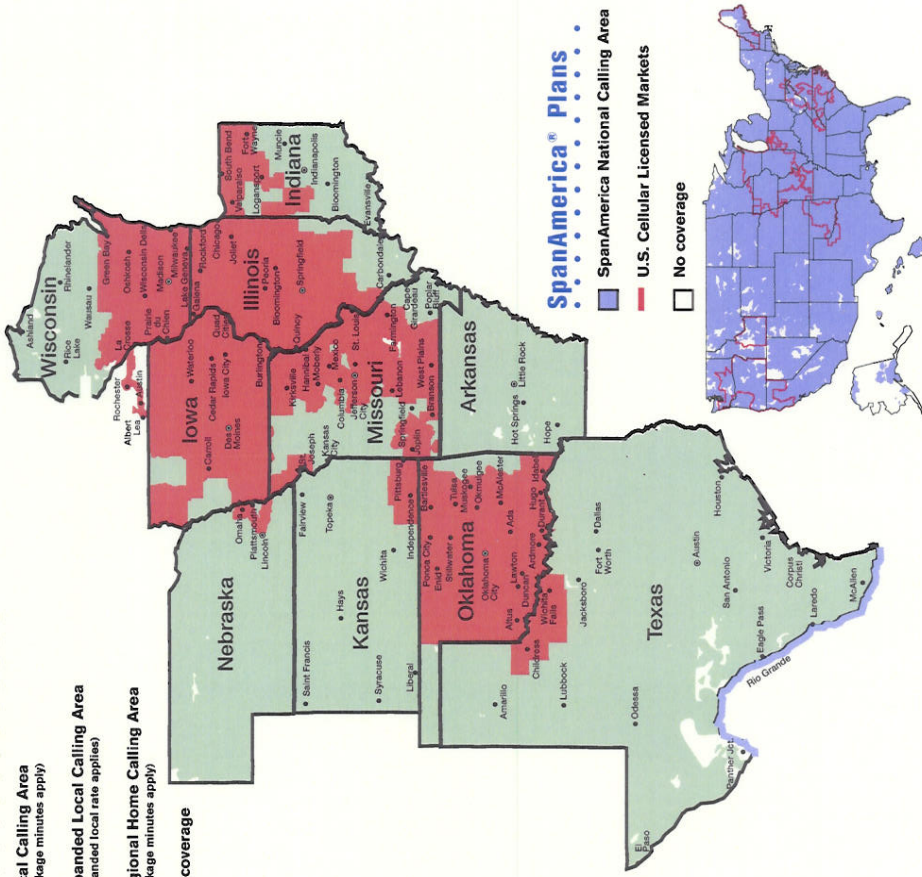 al Calling Area
kage minutes apply)
panded Local Calling Area
anded local rate applies)
gional Home Calling Area
kage minutes apply)
coverage
Wisconsin
Ashland
Rice Lake
Rhinelander
Wausau
Green Bay
La Crosse
Oshkosh
Wisconsin Dells
Prairie du Chien
Madison
Milwaukee
Lake Geneva
Rochester
Albert Lea
Austin
Iowa
Waterloo
Carroll
Cedar Rapids
Des Moines
Iowa City
Quad Cities
Burlington
Illinois
Galena
Rockford
Chicago
Joliet
Peoria
Bloomington
Springfield
Quincy
Carbondale
Indiana
South Bend
Valparaiso
Fort Wayne
Logansport
Muncie
Indianapolis
Bloomington
Evansville
Nebraska
Omaha
Plattsmouth
Lincoln
Kansas
Saint Francis
Hays
Fairview
Topeka
Wichita
Syracuse
Liberal
Pittsburg
Independence
Missouri
St. Joseph
Kansas City
Kirksville
Hannibal
Moberly
Mexico
Columbia
Jefferson City
St. Louis
Farmington
Cape Girardeau
Poplar Bluff
Lebanon
Springfield
West Plains
Joplin
Branson
Oklahoma
Bartlesville
Ponca City
Enid
Tulsa
Stillwater
Muskogee
Okmulgee
Oklahoma City
McAlester
Ada
Lawton
Altus
Duncan
Ardmore
Durant
Hugo
Idabel
Arkansas
Hot Springs
Little Rock
Hope
Texas
Amarillo
Childress
Wichita Falls
Lubbock
Jacksboro
Fort Worth
Dallas
Odessa
El Paso
Panther Jct.
Austin
Houston
San Antonio
Victoria
Eagle Pass
Corpus Christi
Laredo
McAllen
Rio Grande
SpanAmerica® Plans
SpanAmerica National Calling Area
U.S. Cellular Licensed Markets
No coverage